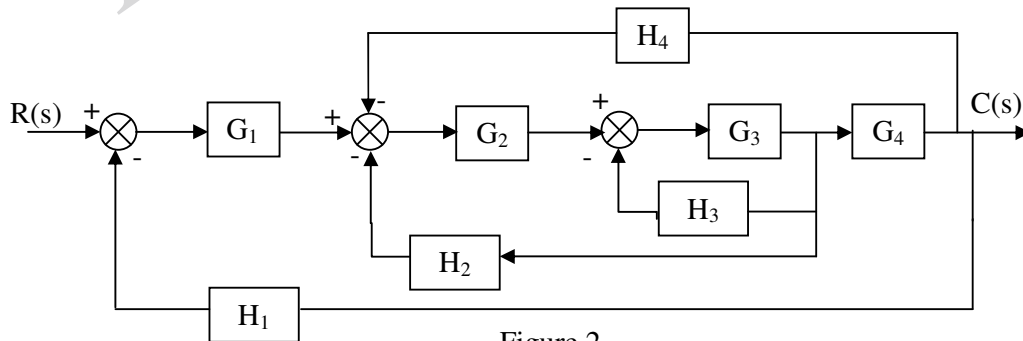 H₄
R(s) + - C(s)
G₁ + - G₂ + - G₃ G₄
-
H₃
H₂
H₁
Figure 2